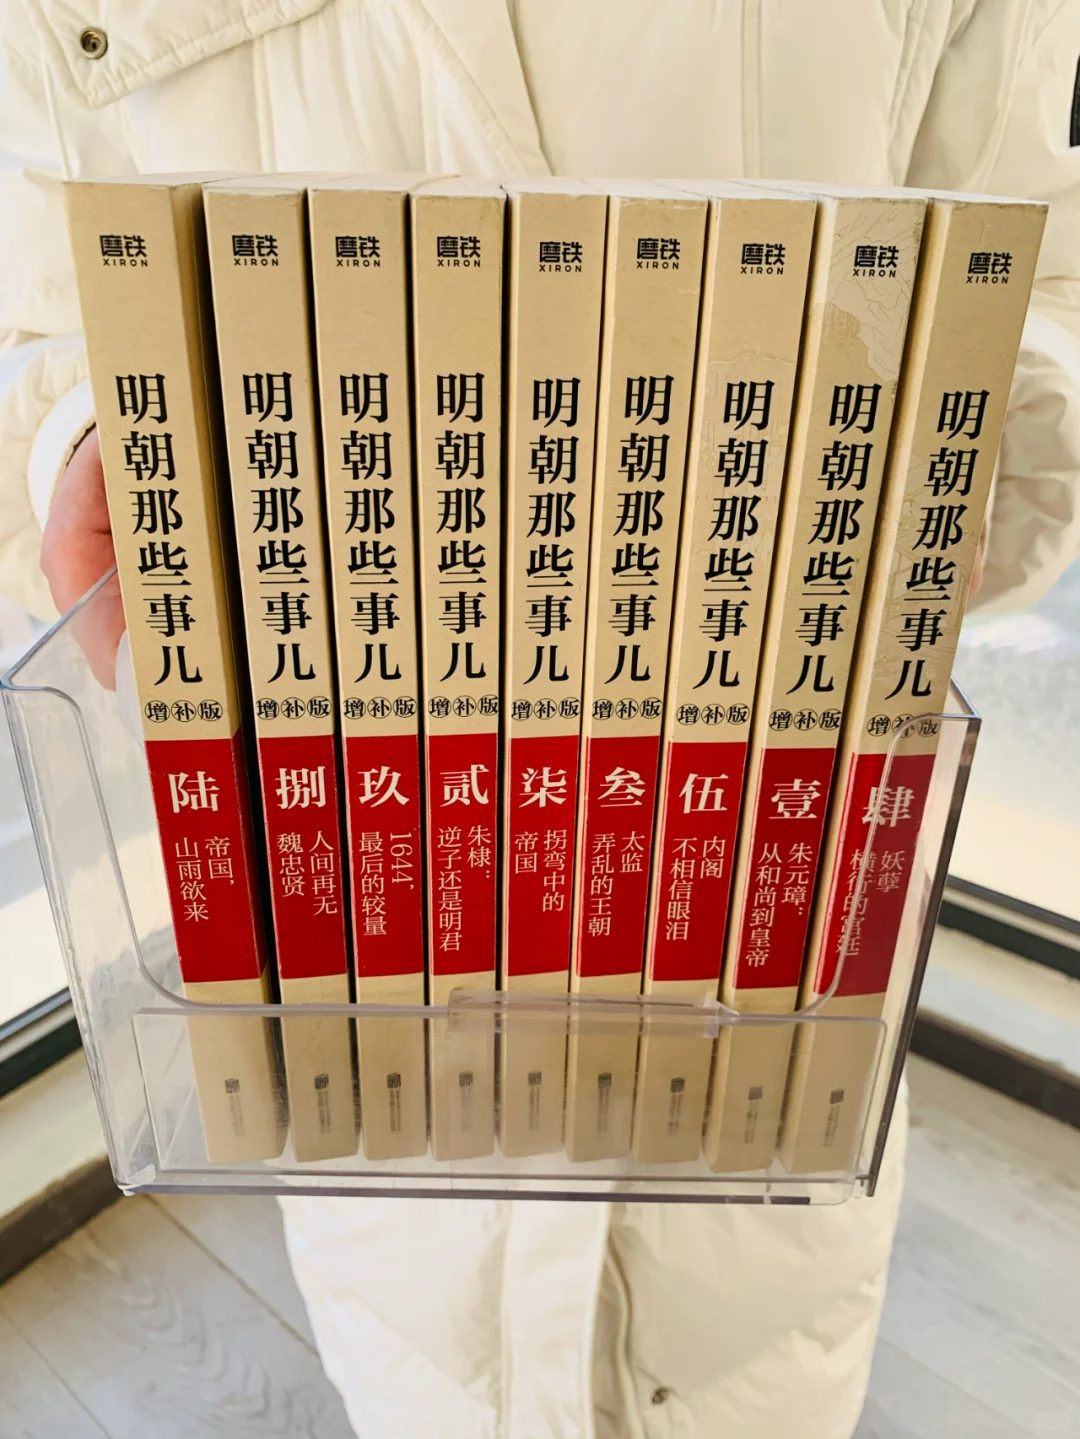 磨铁
XIRON
明朝那些事儿
增补版
陆
帝国，
山雨欲来
磨铁
XIRON
明朝那些事儿
增补版
捌
人间再无
魏忠贤
磨铁
XIRON
明朝那些事儿
增补版
玖
1644，
最后的较量
磨铁
XIRON
明朝那些事儿
增补版
贰
朱棣：
逆子还是明君
磨铁
XIRON
明朝那些事儿
增补版
柒
拐弯中的
帝国
磨铁
XIRON
明朝那些事儿
增补版
叁
太监
弄乱的王朝
磨铁
XIRON
明朝那些事儿
增补版
伍
内阁
不相信眼泪
磨铁
XIRON
明朝那些事儿
增补版
壹
朱元璋：
从和尚到皇帝
磨铁
XIRON
明朝那些事儿
增补版
肆
妖孽
横行的宫廷